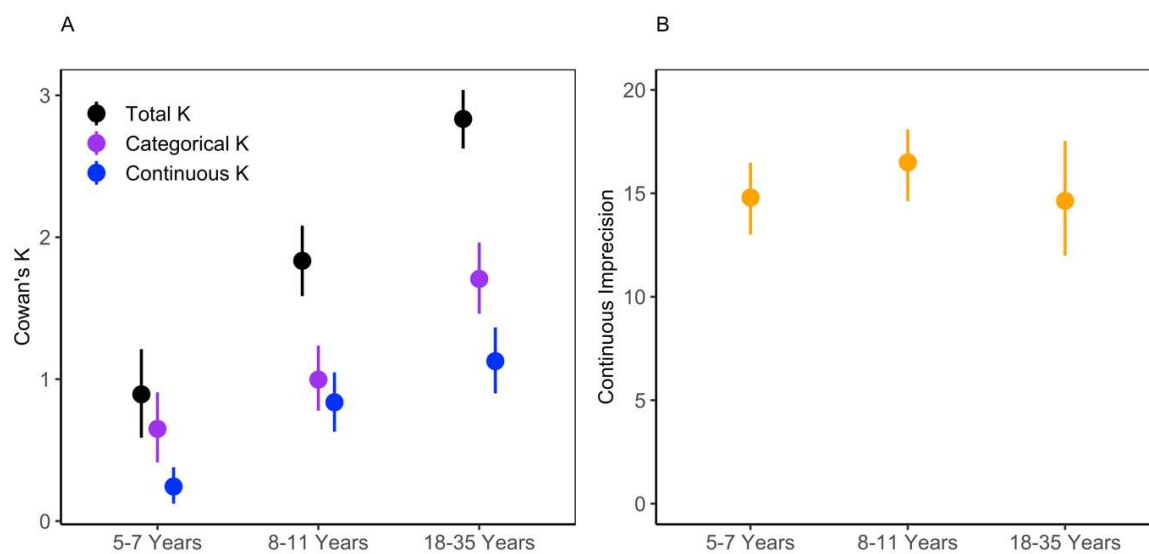 A
Cowan's K
3
2
1
0
Total K
Categorical K
Continuous K
5-7 Years 8-11 Years 18-35 Years
B
Continuous Imprecision
20
15
10
5
0
5-7 Years 8-11 Years 18-35 Years